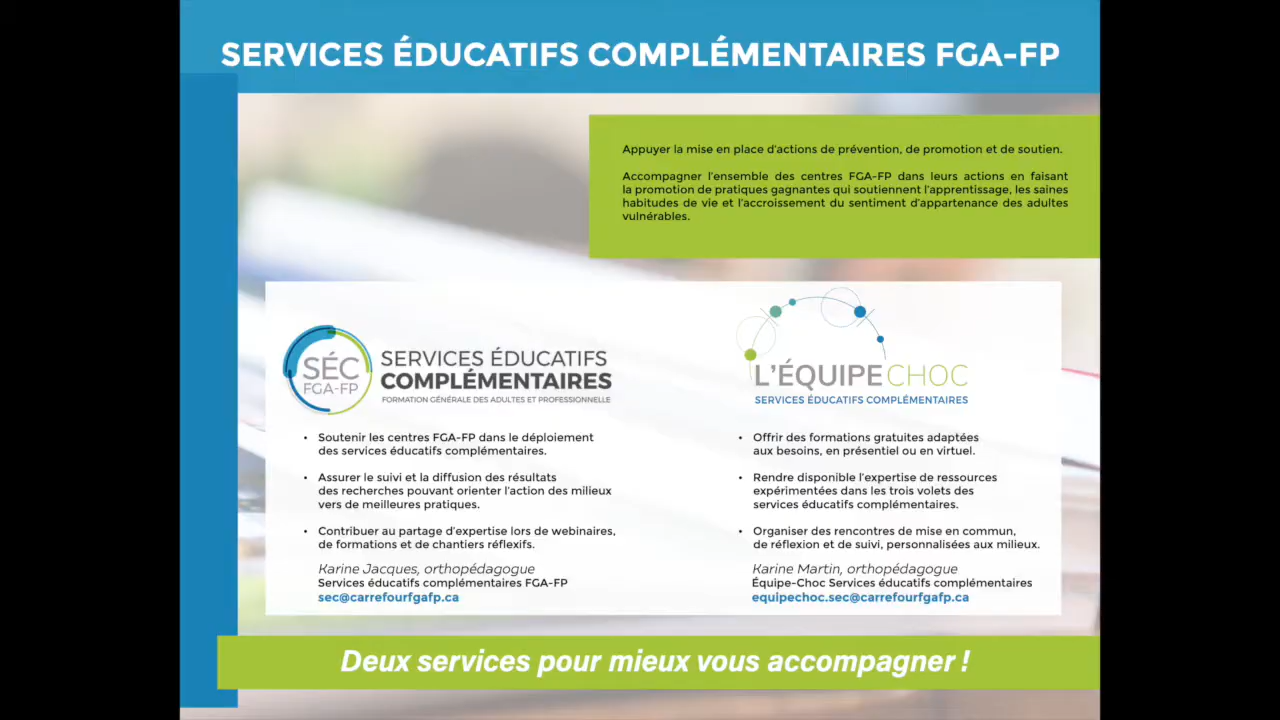 SERVICES ÉDUCATIFS COMPLÉMENTAIRES FGA-FP
Appuyer la mise en place d'actions de prévention, de promotion et de soutien.
Accompagner l'ensemble des centres FGA-FP dans leurs actions en faisant
la promotion de pratiques gagnantes qui soutiennent l'apprentissage, les saines
habitudes de vie et l'accroissement du sentiment d'appartenance des adultes
vulnérables.
SÉC
FGA-FP
SERVICES ÉDUCATIFS
COMPLÉMENTAIRES
FORMATION GÉNÉRALE DES ADULTES ET PROFESSIONNELLE
• Soutenir les centres FGA-FP dans le déploiement
des services éducatifs complémentaires.
• Assurer le suivi et la diffusion des résultats
des recherches pouvant orienter l'action des milieux
vers de meilleures pratiques.
• Contribuer au partage d'expertise lors de webinaires,
de formations et de chantiers réflexifs.
Karine Jacques, orthopédagogue
Services éducatifs complémentaires FGA-FP
sec@carrefourfgafp.ca
L'ÉQUIPECHOC
SERVICES ÉDUCATIFS COMPLÉMENTAIRES
• Offrir des formations gratuites adaptées
aux besoins, en présentiel ou en virtuel.
• Rendre disponible l'expertise de ressources
expérimentées dans les trois volets des
services éducatifs complémentaires.
• Organiser des rencontres de mise en commun,
de réflexion et de suivi, personnalisées aux milieux.
Karine Martin, orthopédagogue
Équipe-Choc Services éducatifs complémentaires
equipechoc.sec@carrefourfgafp.ca
Deux services pour mieux vous accompagner !